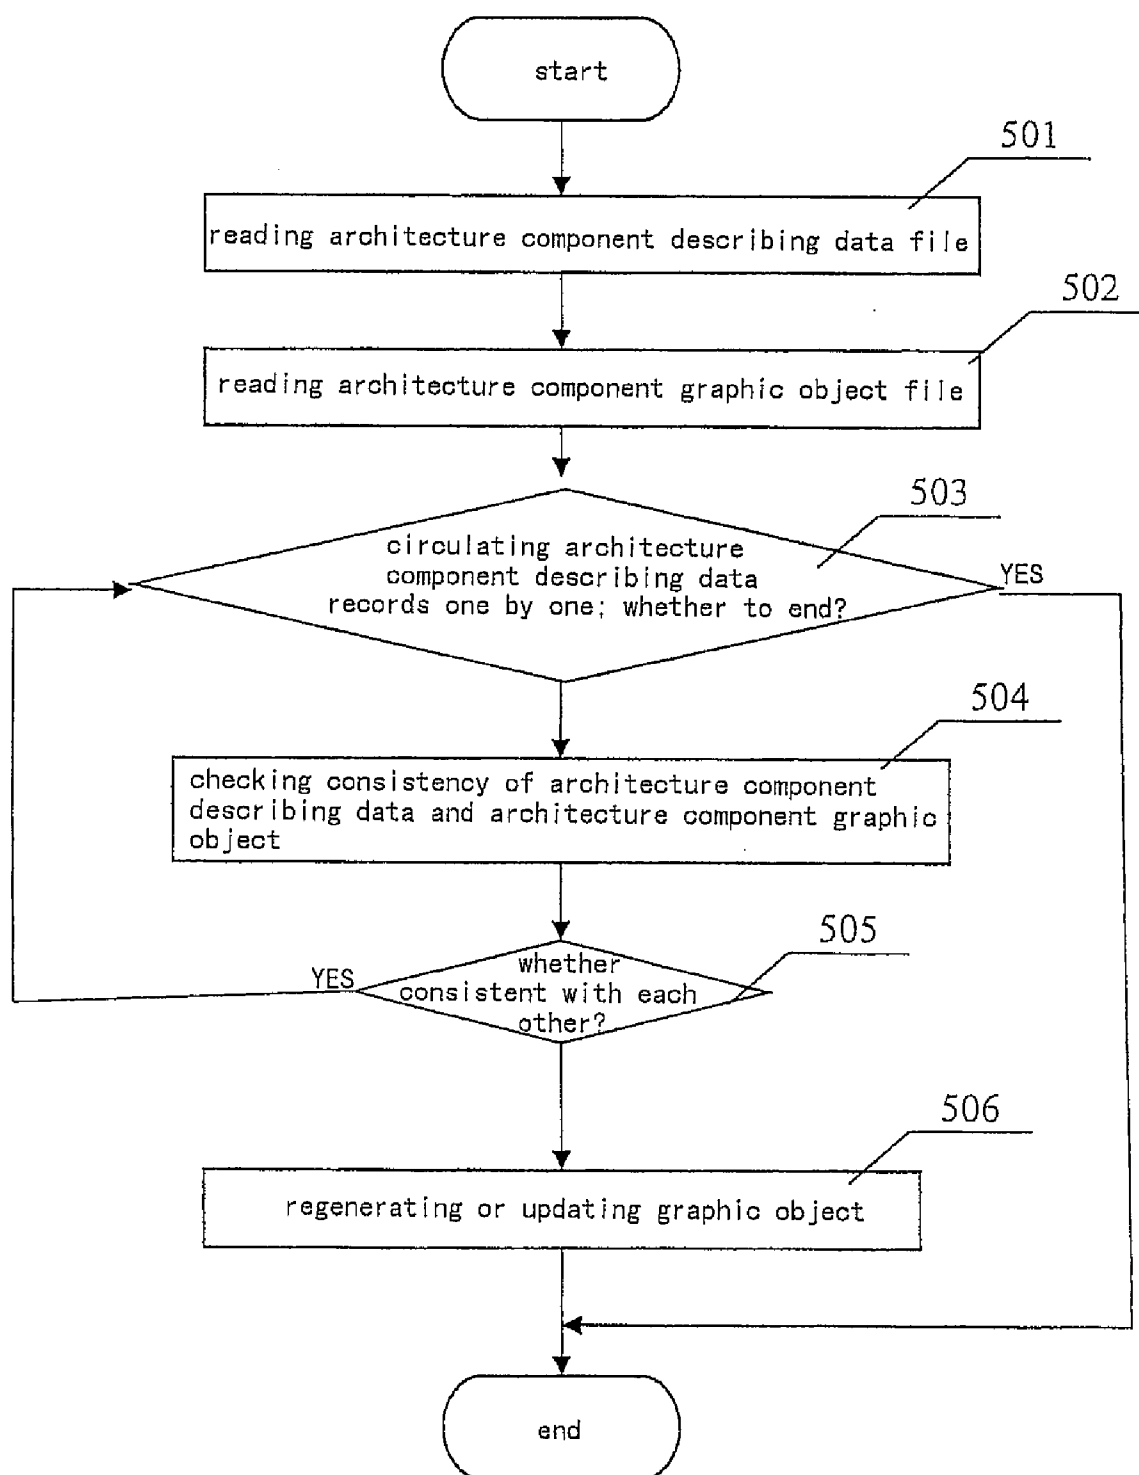 start
501
reading architecture component describing data file
502
reading architecture component graphic object file
503
circulating architecture
component describing data
records one by one; whether to end?
YES
504
checking consistency of architecture component
describing data and architecture component graphic
object
505
whether
consistent with each
other?
YES
506
regenerating or updating graphic object
end